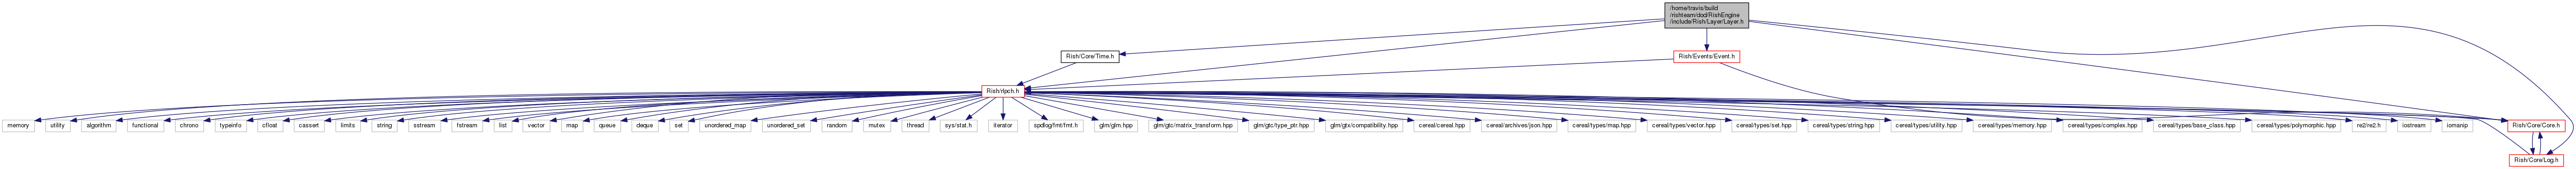 /home/travis/build
/rishteam/dod/RishEngine
/include/Rish/Layer/Layer.h
Rish/Core/Time.h
Rish/Events/Event.h
Rish/rlpch.h
memory
utility
algorithm
functional
chrono
typeinfo
cfloat
cassert
limits
string
sstream
fstream
list
vector
map
queue
deque
set
unordered_map
unordered_set
random
mutex
thread
sys/stat.h
iterator
spdlog/fmt/fmt.h
glm/glm.hpp
glm/gtc/matrix_transform.hpp
glm/gtc/type_ptr.hpp
glm/gtx/compatibility.hpp
cereal/cereal.hpp
cereal/archives/json.hpp
cereal/types/map.hpp
cereal/types/vector.hpp
cereal/types/set.hpp
cereal/types/string.hpp
cereal/types/utility.hpp
cereal/types/memory.hpp
cereal/types/complex.hpp
cereal/types/base_class.hpp
cereal/types/polymorphic.hpp
re2/re2.h
iostream
iomanip
Rish/Core/Core.h
Rish/Core/Log.h